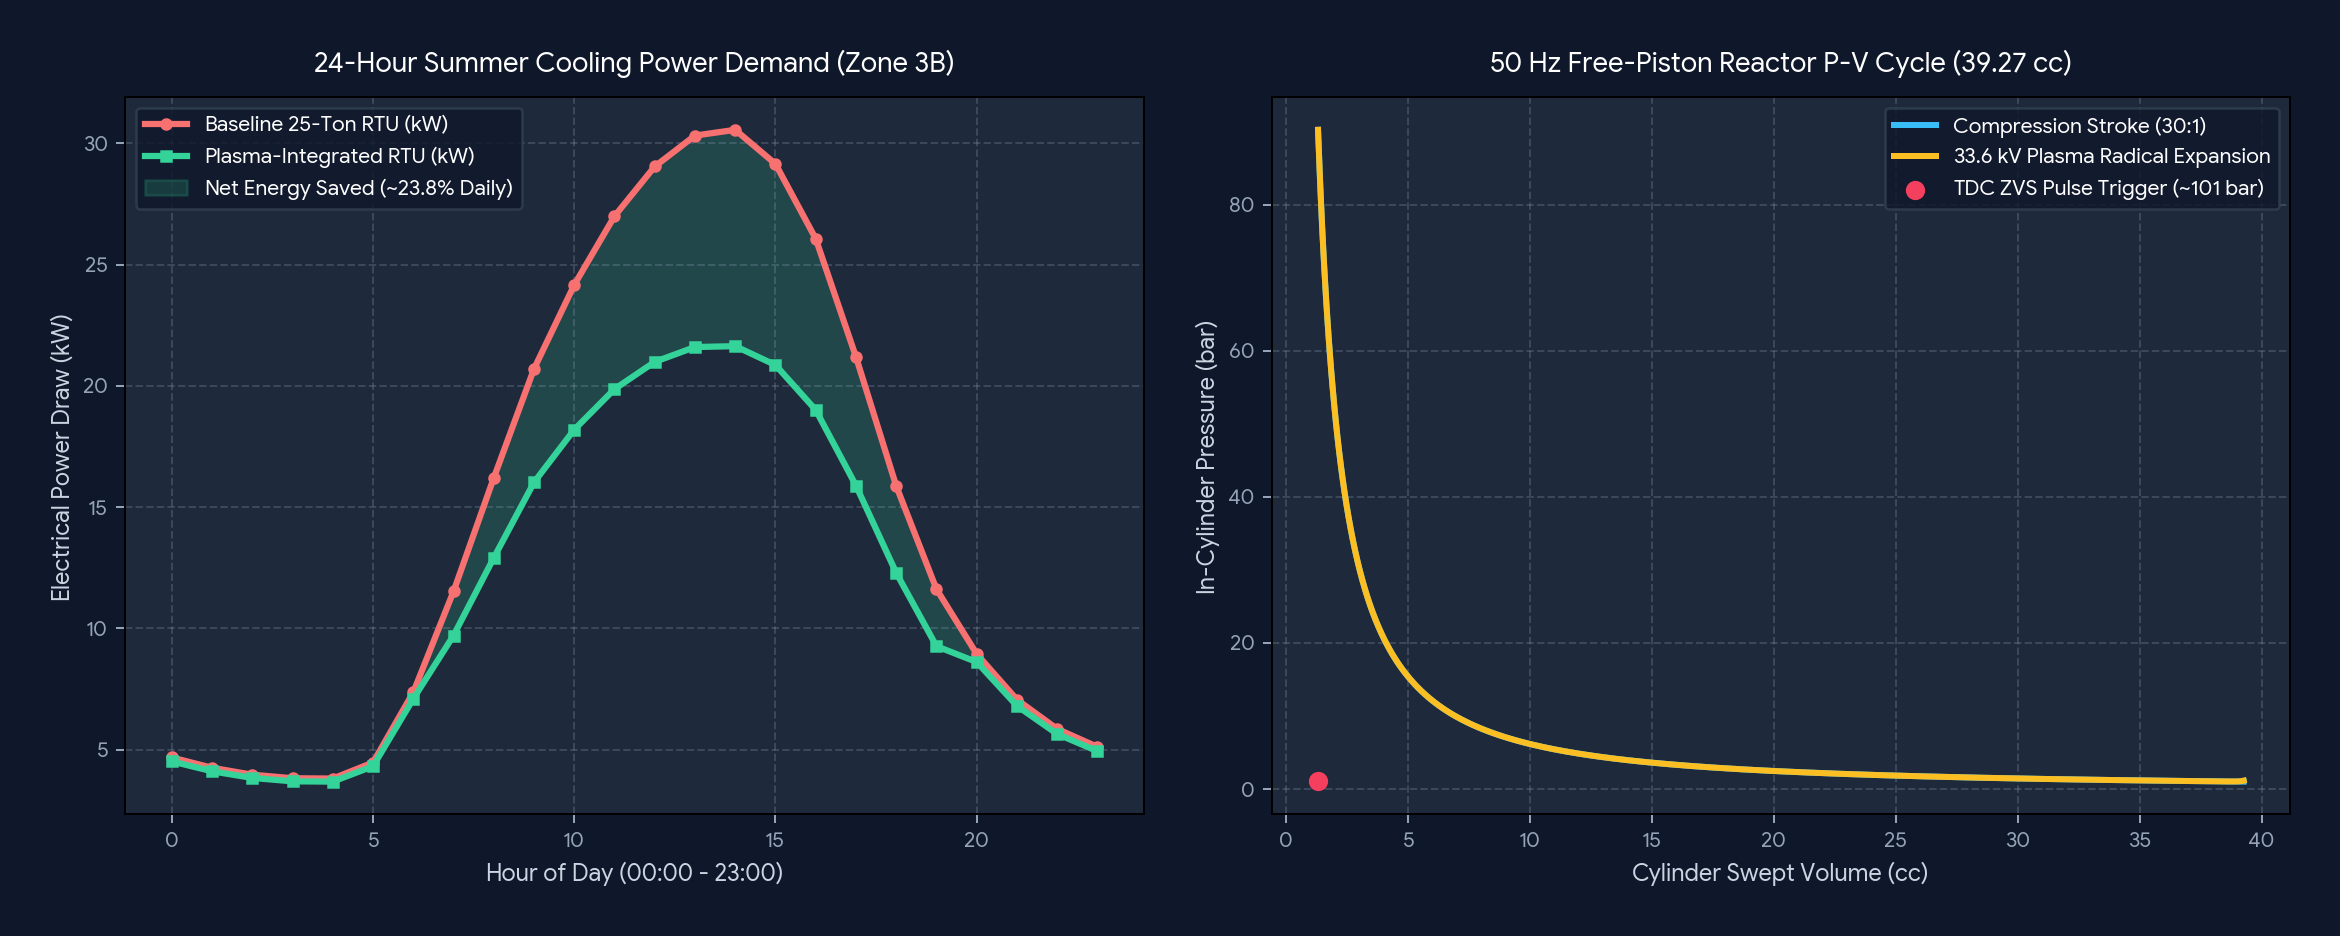 24-Hour Summer Cooling Power Demand (Zone 3B)
Baseline 25-Ton RTU (kW)
Plasma-Integrated RTU (kW)
Net Energy Saved (~23.8% Daily)
Electrical Power Draw (kW)
30
25
20
15
10
5
0 5 10 15 20
Hour of Day (00:00 - 23:00)
50 Hz Free-Piston Reactor P-V Cycle (39.27 cc)
Compression Stroke (30:1)
33.6 kV Plasma Radical Expansion
TDC ZVS Pulse Trigger (~101 bar)
In-Cylinder Pressure (bar)
80
60
40
20
0
0 5 10 15 20 25 30 35 40
Cylinder Swept Volume (cc)